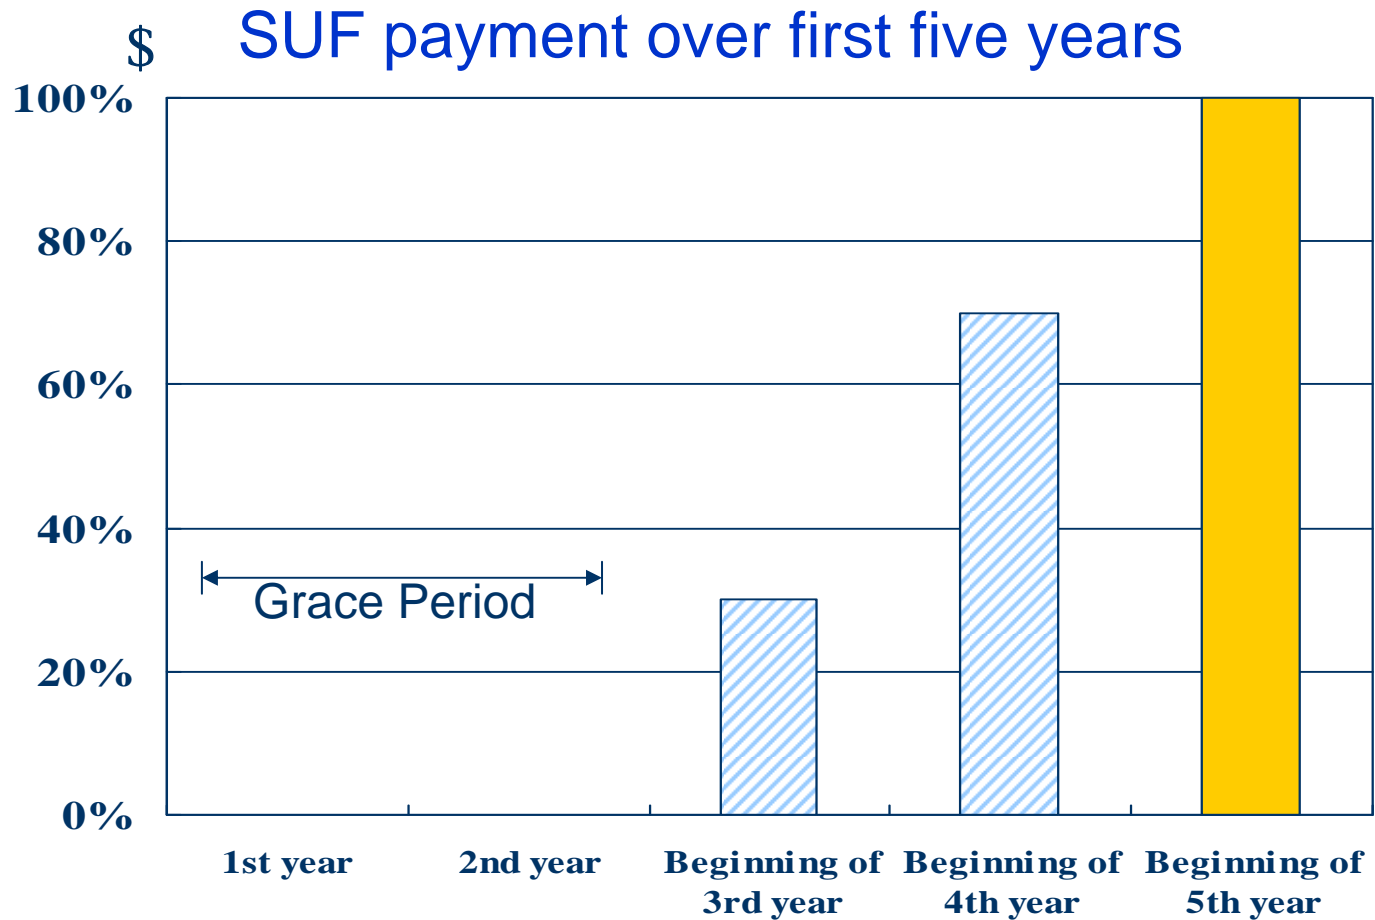 $ SUF payment over first five years
100%
80%
60%
40%
Grace Period
20%
0%
1st year 2nd year Beginning of Beginning of Beginning of
3rd year 4th year 5th year